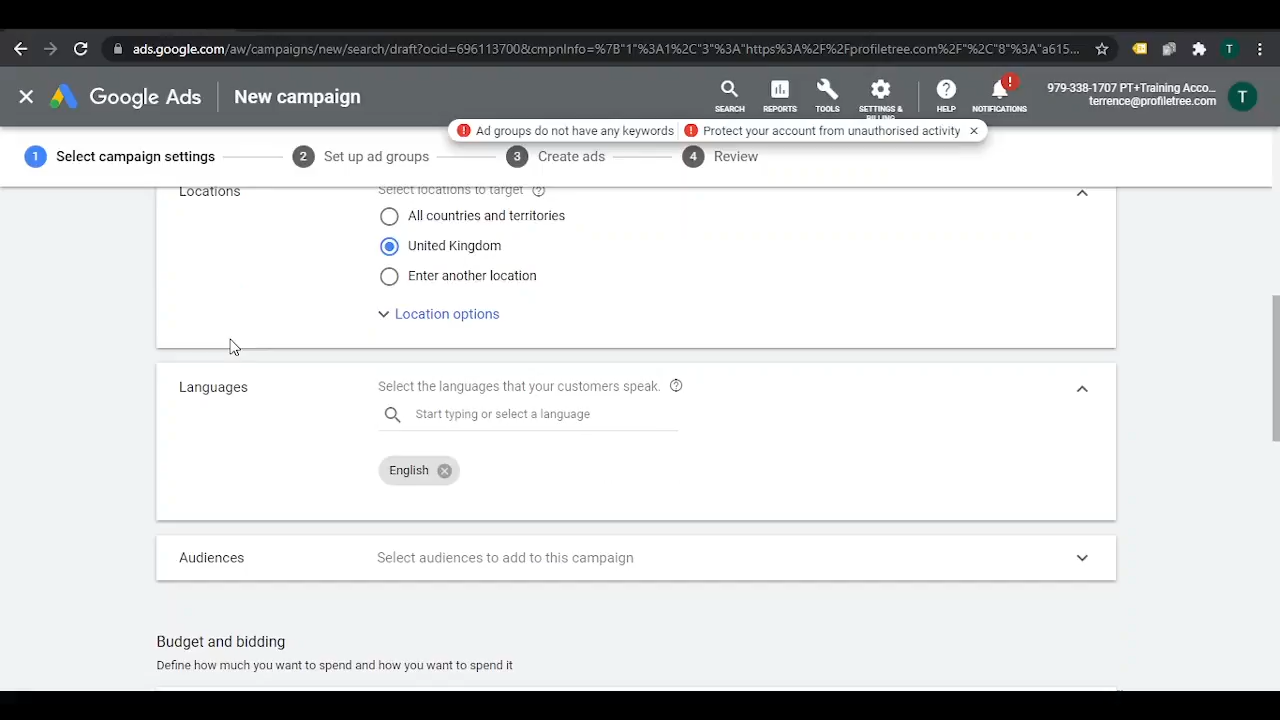 ads.google.com/aw/campaigns/new/search/draft?ocid=696113700&cmpnInfo=%7B"1"%3A1%2C"3"%3A"https%3A%2F%2Fprofiletree.com%2F"%2C"8"%3A"a615...
T
Google Ads
New campaign
SEARCH
REPORTS
TOOLS
SETTINGS &
BILLING
HELP
NOTIFICATIONS
979-338-1707 PT+Training Acco...
terrence@profiletree.com
T
Ad groups do not have any keywords
Protect your account from unauthorised activity
1 Select campaign settings
2 Set up ad groups
3 Create ads
4 Review
Locations
Select locations to target
All countries and territories
United Kingdom
Enter another location
Location options
Languages
Select the languages that your customers speak.
Start typing or select a language
English
Audiences
Select audiences to add to this campaign
Budget and bidding
Define how much you want to spend and how you want to spend it